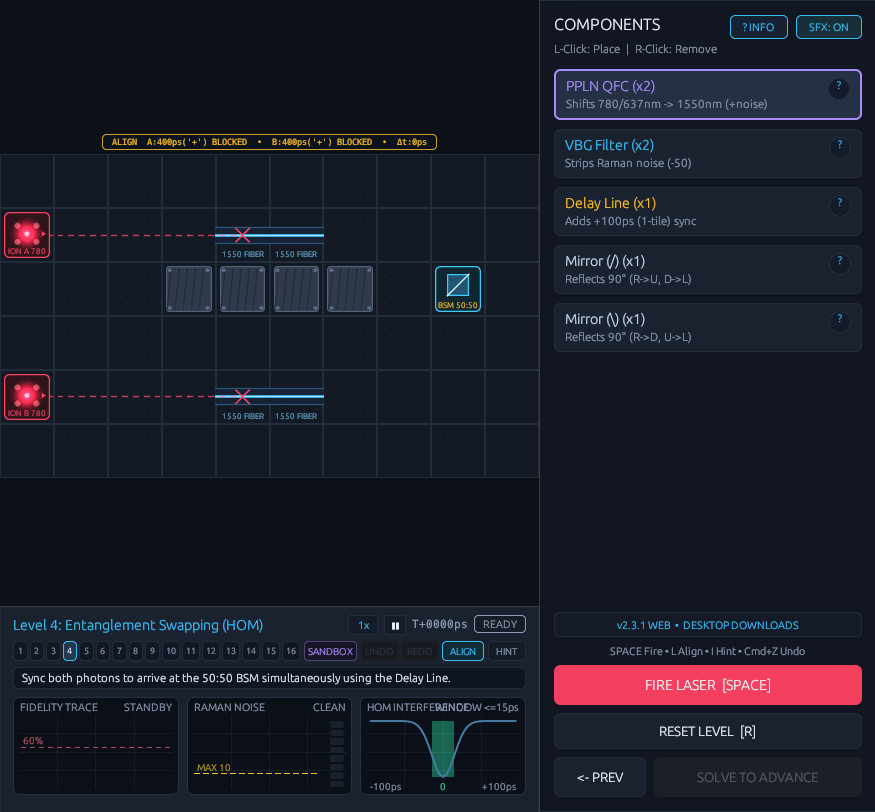 COMPONENTS
? INFO
SFX: ON
L-Click: Place | R-Click: Remove
PPLN QFC (x2)
?
Shifts 780/637nm -> 1550nm (+noise)
VBG Filter (x2)
?
Strips Raman noise (-50)
Delay Line (x1)
?
Adds +100ps (1-tile) sync
Mirror (/) (x1)
?
Reflects 90° (R->U, D->L)
Mirror (\) (x1)
?
Reflects 90° (R->D, U->L)
ALIGN A:400ps('+') BLOCKED • B:400ps('+') BLOCKED • Δt:0ps
ION A 780
1550 FIBER 1550 FIBER
BSM 50:50
ION B 780
1550 FIBER 1550 FIBER
Level 4: Entanglement Swapping (HOM)
1x
T+0000ps
READY
1 2 3 4 5 6 7 8 9 10 11 12 13 14 15 16 SANDBOX UNDO REDO ALIGN HINT
Sync both photons to arrive at the 50:50 BSM simultaneously using the Delay Line.
FIDELITY TRACE STANDBY
60%
RAMAN NOISE CLEAN
MAX 10
HOM INTERFERENCE WINDOW <=15ps
-100ps 0 +100ps
v2.3.1 WEB • DESKTOP DOWNLOADS
SPACE Fire • L Align • I Hint • Cmd+Z Undo
FIRE LASER [SPACE]
RESET LEVEL [R]
<- PREV
SOLVE TO ADVANCE